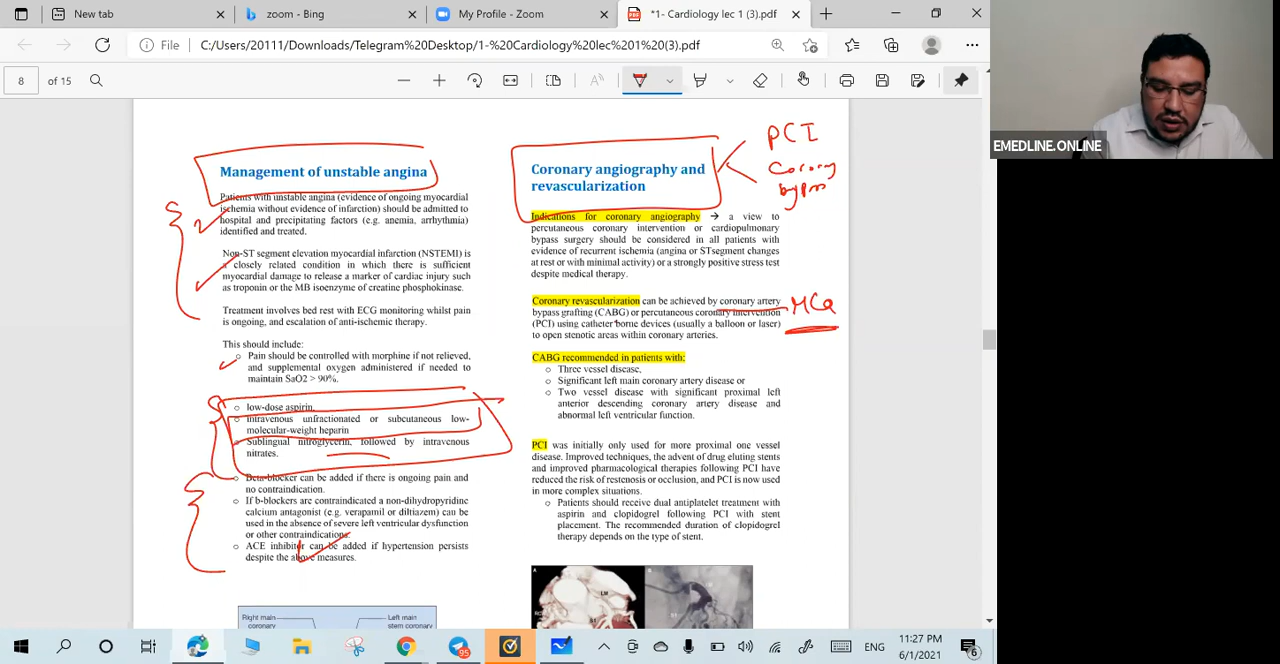 New tab
zoom - Bing
My Profile - Zoom
*1- Cardiology lec 1 (3).pdf
File
C:/Users/20111/Downloads/Telegram%20Desktop/1-%20Cardiology%20lec%201%20(3).pdf
8 of 15
EMEDLINE.ONLINE
Management of unstable angina
Patients with unstable angina (evidence of ongoing myocardial
ischemia without evidence of infarction) should be admitted to
hospital and precipitating factors (e.g. anemia, arrhythmia)
identified and treated.
Non-ST segment elevation myocardial infarction (NSTEMI) is
a closely related condition in which there is sufficient
myocardial damage to release a marker of cardiac injury such
as troponin or the MB isoenzyme of creatine phosphokinase.
Treatment involves bed rest with ECG monitoring whilst pain
is ongoing, and escalation of anti-ischemic therapy.
This should include:
Pain should be controlled with morphine if not relieved,
and supplemental oxygen administered if needed to
maintain SaO2 > 90%.
low-dose aspirin,
intravenous unfractionated or subcutaneous low-
molecular-weight heparin
Sublingual nitroglycerin, followed by intravenous
nitrates.
Beta-blocker can be added if there is ongoing pain and
no contraindication.
If b-blockers are contraindicated a non-dihydropyridine
calcium antagonist (e.g. verapamil or diltiazem) can be
used in the absence of severe left ventricular dysfunction
or other contraindications.
ACE inhibitor can be added if hypertension persists
despite the above measures.
Right main
coronary
Left main
stem coronary
Coronary angiography and
revascularization
PCI
Coronary
bypass
Indications for coronary angiography → a view to
percutaneous coronary intervention or cardiopulmonary
bypass surgery should be considered in all patients with
evidence of recurrent ischemia (angina or STsegment changes
at rest or with minimal activity) or a strongly positive stress test
despite medical therapy.
Coronary revascularization can be achieved by coronary artery
bypass grafting (CABG) or percutaneous coronary intervention
(PCI) using catheter borne devices (usually a balloon or laser)
to open stenotic areas within coronary arteries.
MCQ
CABG recommended in patients with:
Three vessel disease,
Significant left main coronary artery disease or
Two vessel disease with significant proximal left
anterior descending coronary artery disease and
abnormal left ventricular function.
PCI was initially only used for more proximal one vessel
disease. Improved techniques, the advent of drug eluting stents
and improved pharmacological therapies following PCI have
reduced the risk of restenosis or occlusion, and PCI is now used
in more complex situations.
Patients should receive dual antiplatelet treatment with
aspirin and clopidogrel following PCI with stent
placement. The recommended duration of clopidogrel
therapy depends on the type of stent.
A
LM
95
ENG
11:27 PM
6/1/2021
6